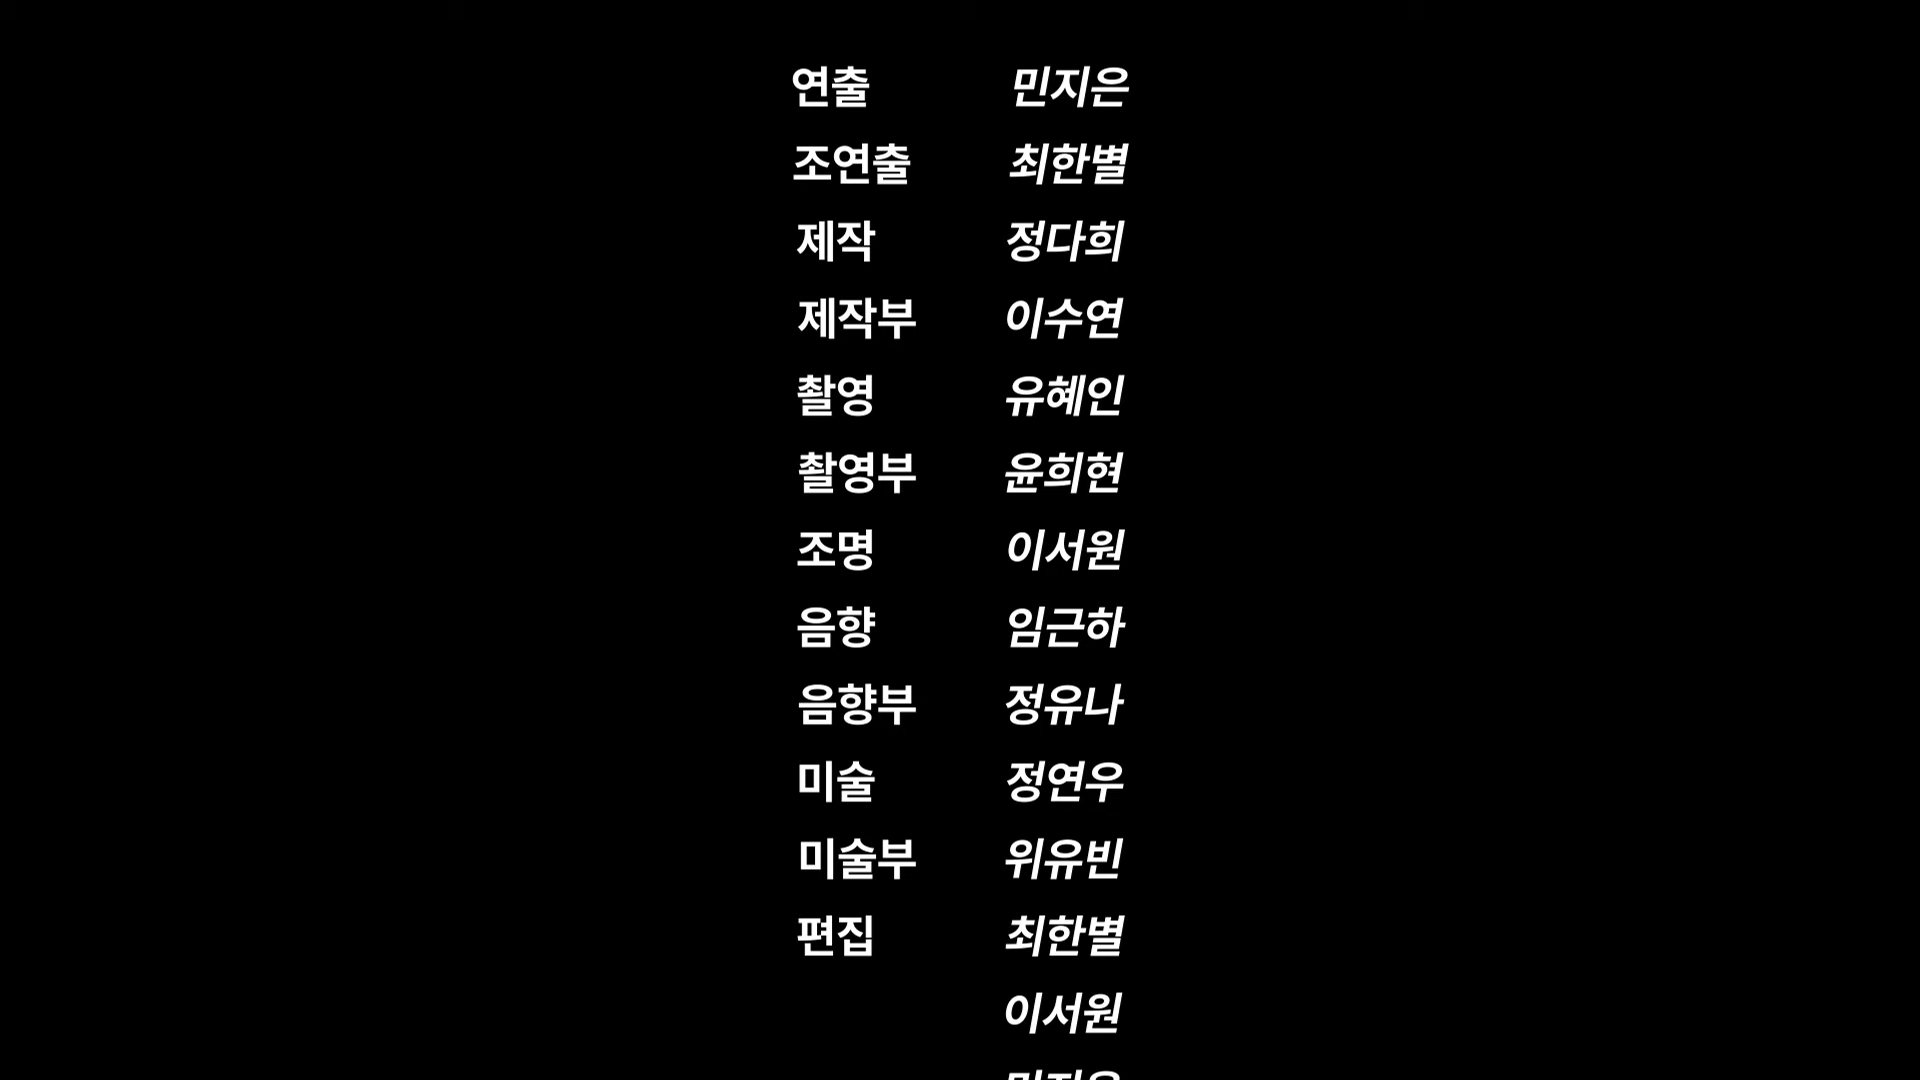 연출 민지은
조연출 최한별
제작 정다희
제작부 이수연
촬영 유혜인
촬영부 윤희현
조명 이서원
음향 임근하
음향부 정유나
미술 정연우
미술부 위유빈
편집 최한별
이서원